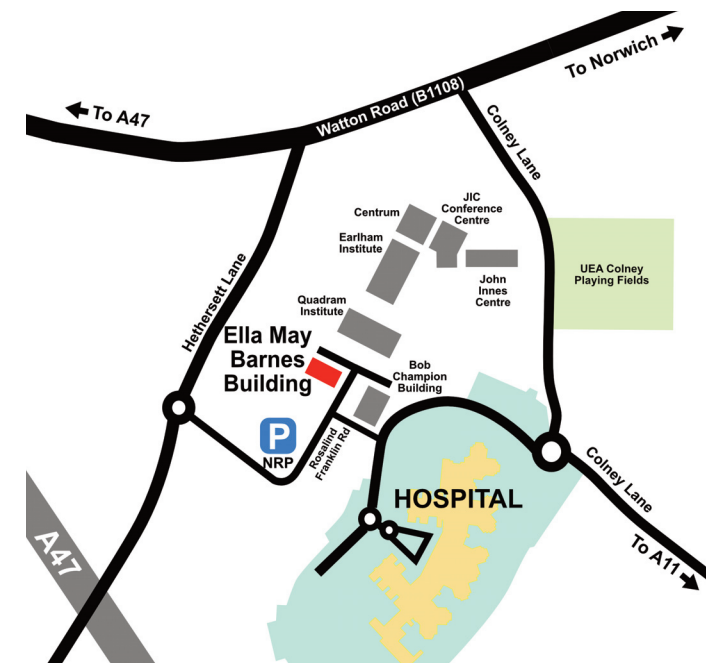 To Norwich
To A47
Watton Road (B1108)
Colney Lane
JIC
Conference
Centre
Centrum
Earlham
Institute
UEA Colney
Playing Fields
John
Innes
Centre
Hethersett Lane
Quadram
Institute
Ella May
Barnes
Building
Bob
Champion
Building
P
NRP
Rosalind
Franklin Rd
HOSPITAL
Colney Lane
A47
To A11